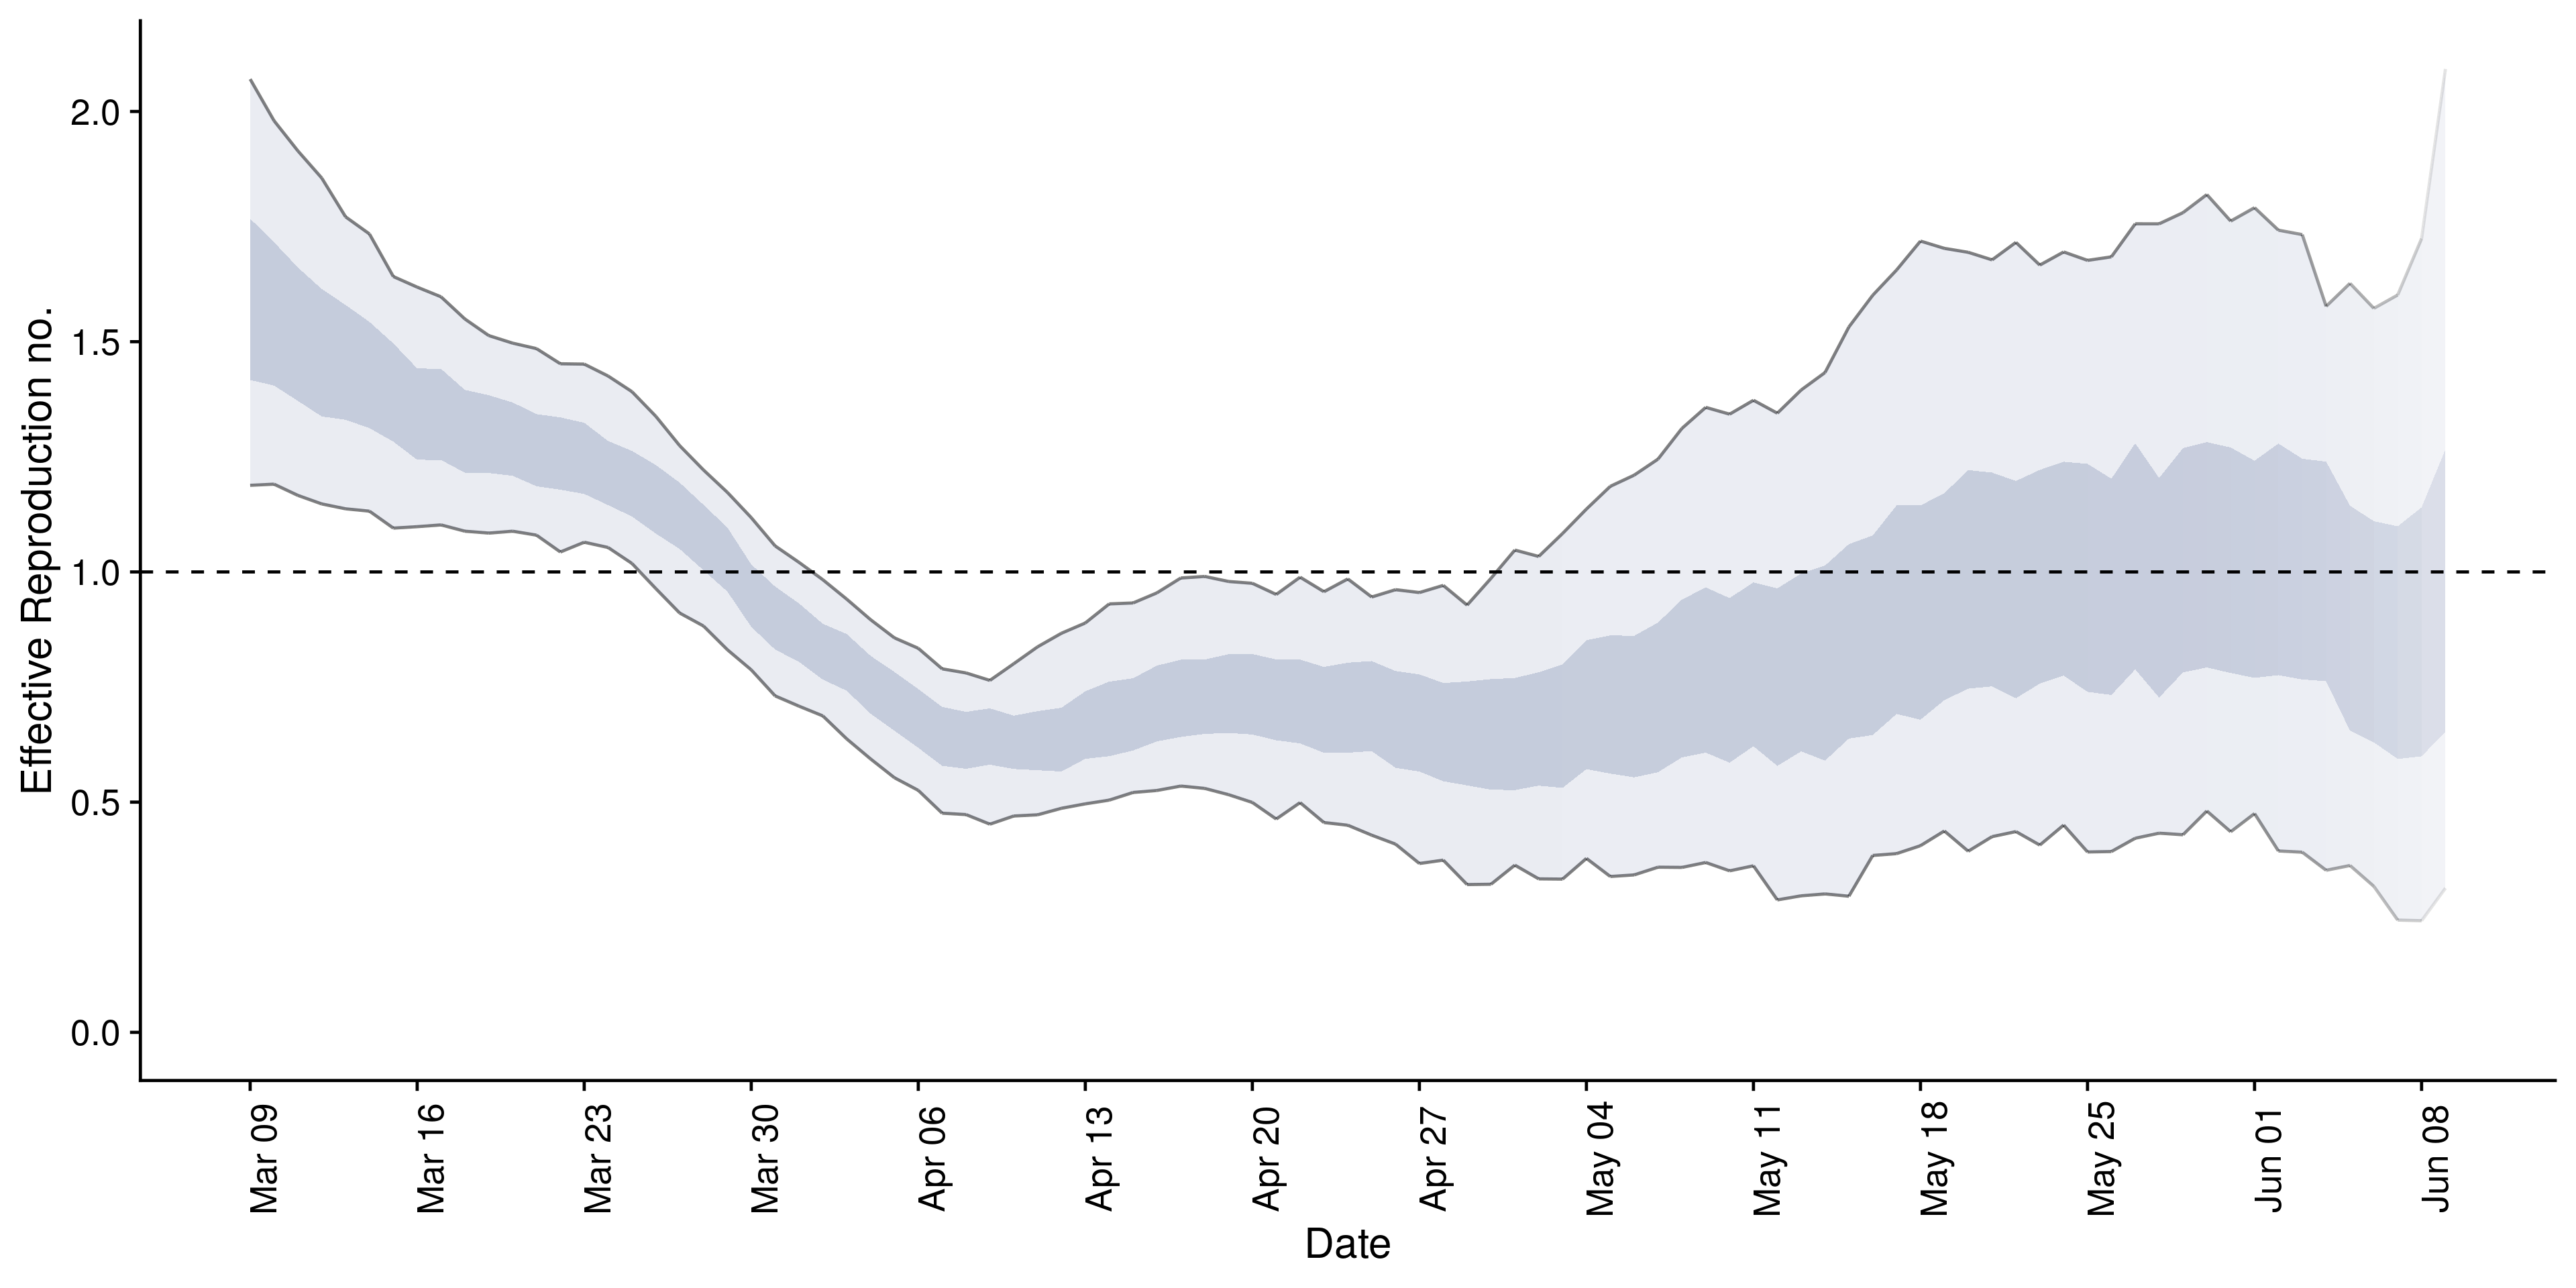 Effective Reproduction no.
2.0
1.5
1.0
0.5
0.0
Mar 09
Mar 16
Mar 23
Mar 30
Apr 06
Apr 13
Apr 20
Apr 27
May 04
May 11
May 18
May 25
Jun 01
Jun 08
Date